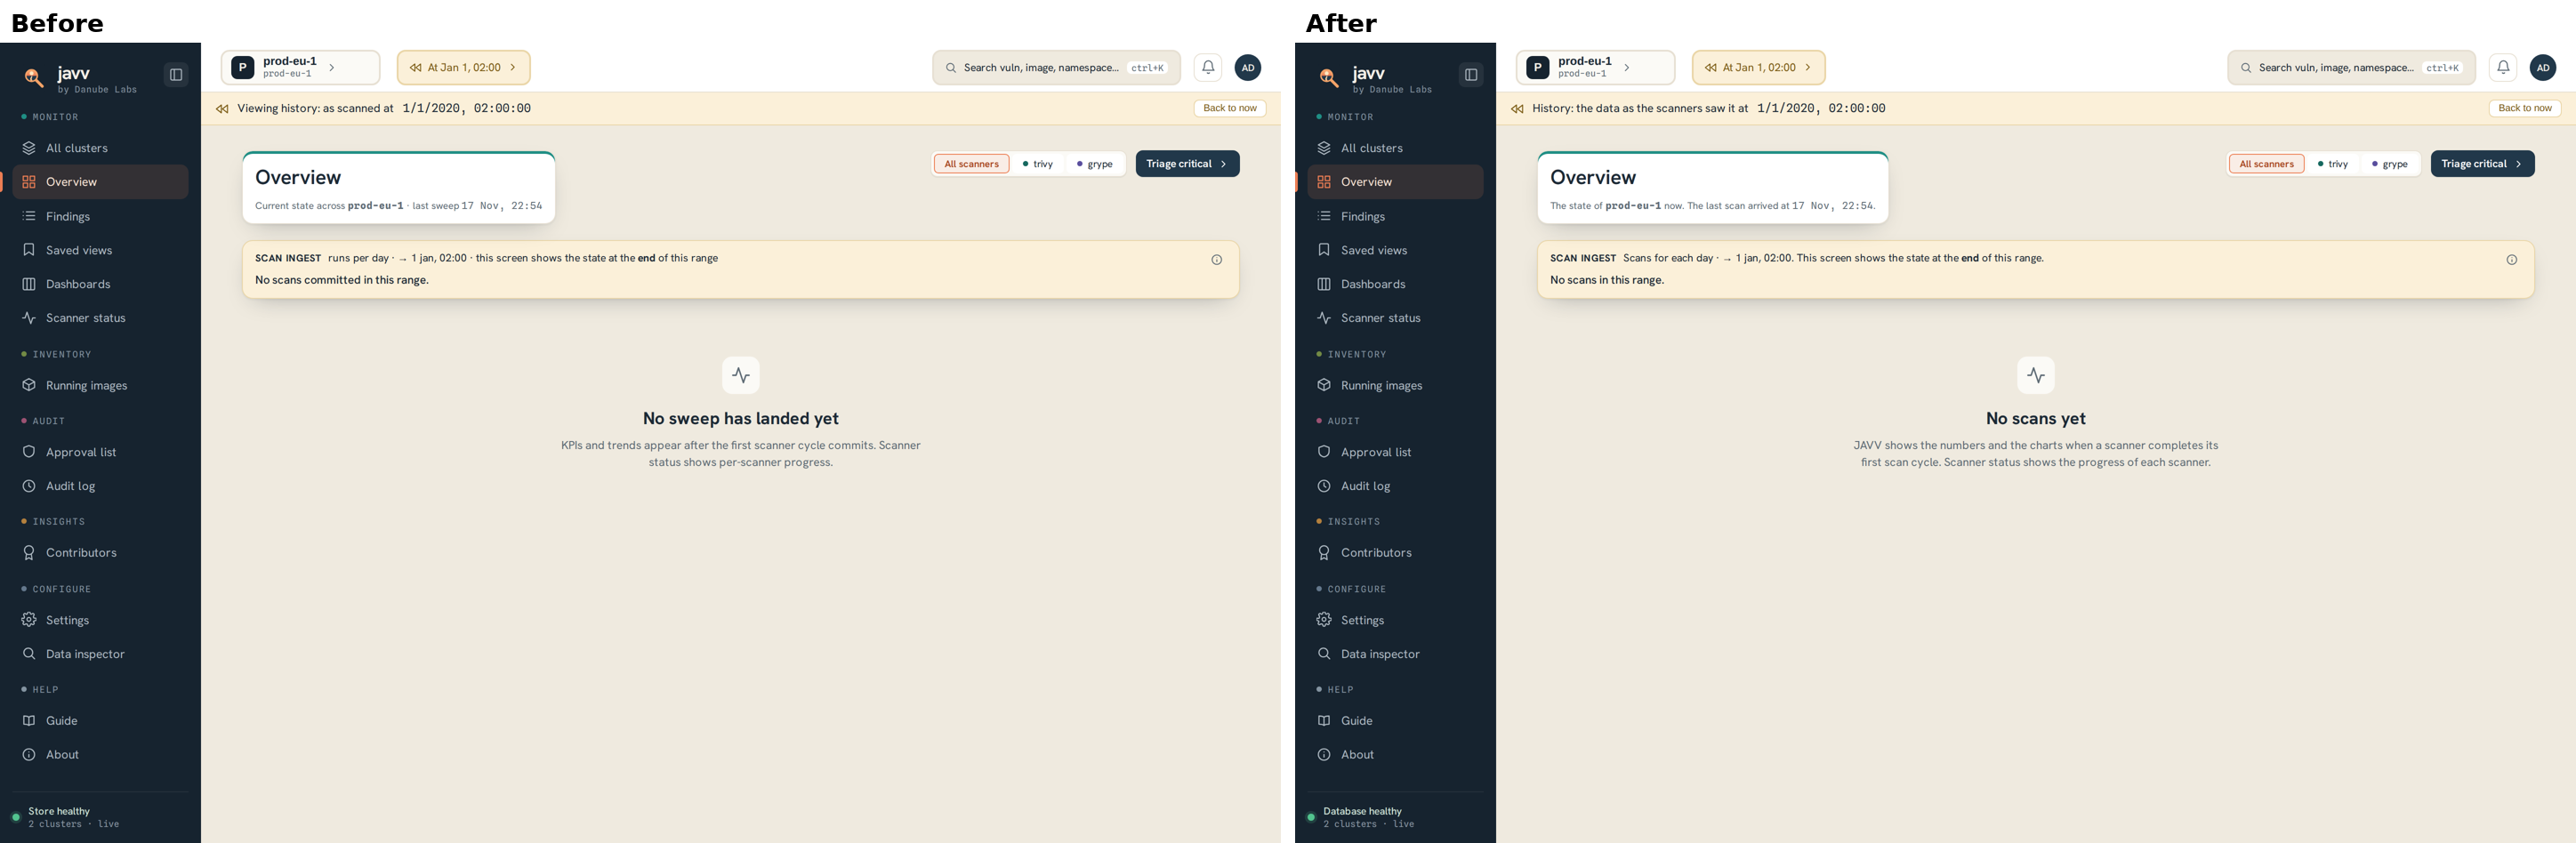 Before
javv
by Danube Labs
MONITOR
All clusters
Overview
Findings
Saved views
Dashboards
Scanner status
INVENTORY
Running images
AUDIT
Approval list
Audit log
INSIGHTS
Contributors
CONFIGURE
Settings
Data inspector
HELP
Guide
About
Store healthy
2 clusters · live
P prod-eu-1
prod-eu-1
At Jan 1, 02:00
Search vuln, image, namespace... ctrl+K
AD
Viewing history: as scanned at 1/1/2020, 02:00:00
Back to now
Overview
Current state across prod-eu-1 · last sweep 17 Nov, 22:54
All scanners trivy grype
Triage critical
SCAN INGEST runs per day · → 1 jan, 02:00 · this screen shows the state at the end of this range
No scans committed in this range.
No sweep has landed yet
KPIs and trends appear after the first scanner cycle commits. Scanner
status shows per-scanner progress.
After
javv
by Danube Labs
MONITOR
All clusters
Overview
Findings
Saved views
Dashboards
Scanner status
INVENTORY
Running images
AUDIT
Approval list
Audit log
INSIGHTS
Contributors
CONFIGURE
Settings
Data inspector
HELP
Guide
About
Database healthy
2 clusters · live
P prod-eu-1
prod-eu-1
At Jan 1, 02:00
Search vuln, image, namespace... ctrl+K
AD
History: the data as the scanners saw it at 1/1/2020, 02:00:00
Back to now
Overview
The state of prod-eu-1 now. The last scan arrived at 17 Nov, 22:54.
All scanners trivy grype
Triage critical
SCAN INGEST Scans for each day · → 1 jan, 02:00. This screen shows the state at the end of this range.
No scans in this range.
No scans yet
JAVV shows the numbers and the charts when a scanner completes its
first scan cycle. Scanner status shows the progress of each scanner.